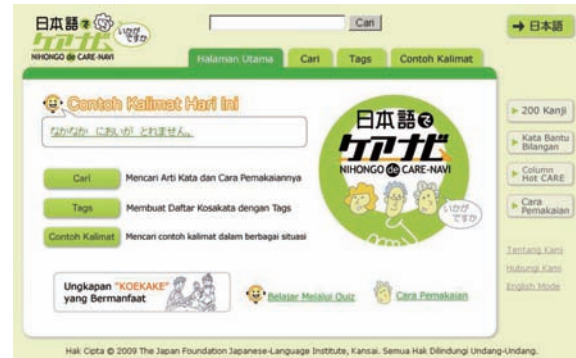 日本語で
ケアナビ
NIHONGO de CARE-NAVI
いかが
ですか
Cari
→ 日本語
Halaman Utama
Cari
Tags
Contoh Kalimat
Contoh Kalimat Hari Ini
なかなか においが とれません。
Cari
Mencari Arti Kata dan Cara Pemakaiannya
Tags
Membuat Daftar Kosakata dengan Tags
Contoh Kalimat
Mencari contoh kalimat dalam berbagai situasi
日本語で
ケアナビ
NIHONGO de CARE-NAVI
いかが
ですか
200 Kanji
Kata Bantu
Bilangan
Column
Hot CARE
Cara
Pemakaian
Tentang Kami
Hubungi Kami
English Mode
Ungkapan "KOEKAKE"
yang Bermanfaat
Belajar Melalui Quiz
Cara Pemakaian
Hak Cipta © 2009 The Japan Foundation Japanese-Language Institute, Kansai. Semua Hak Dilindungi Undang-Undang.